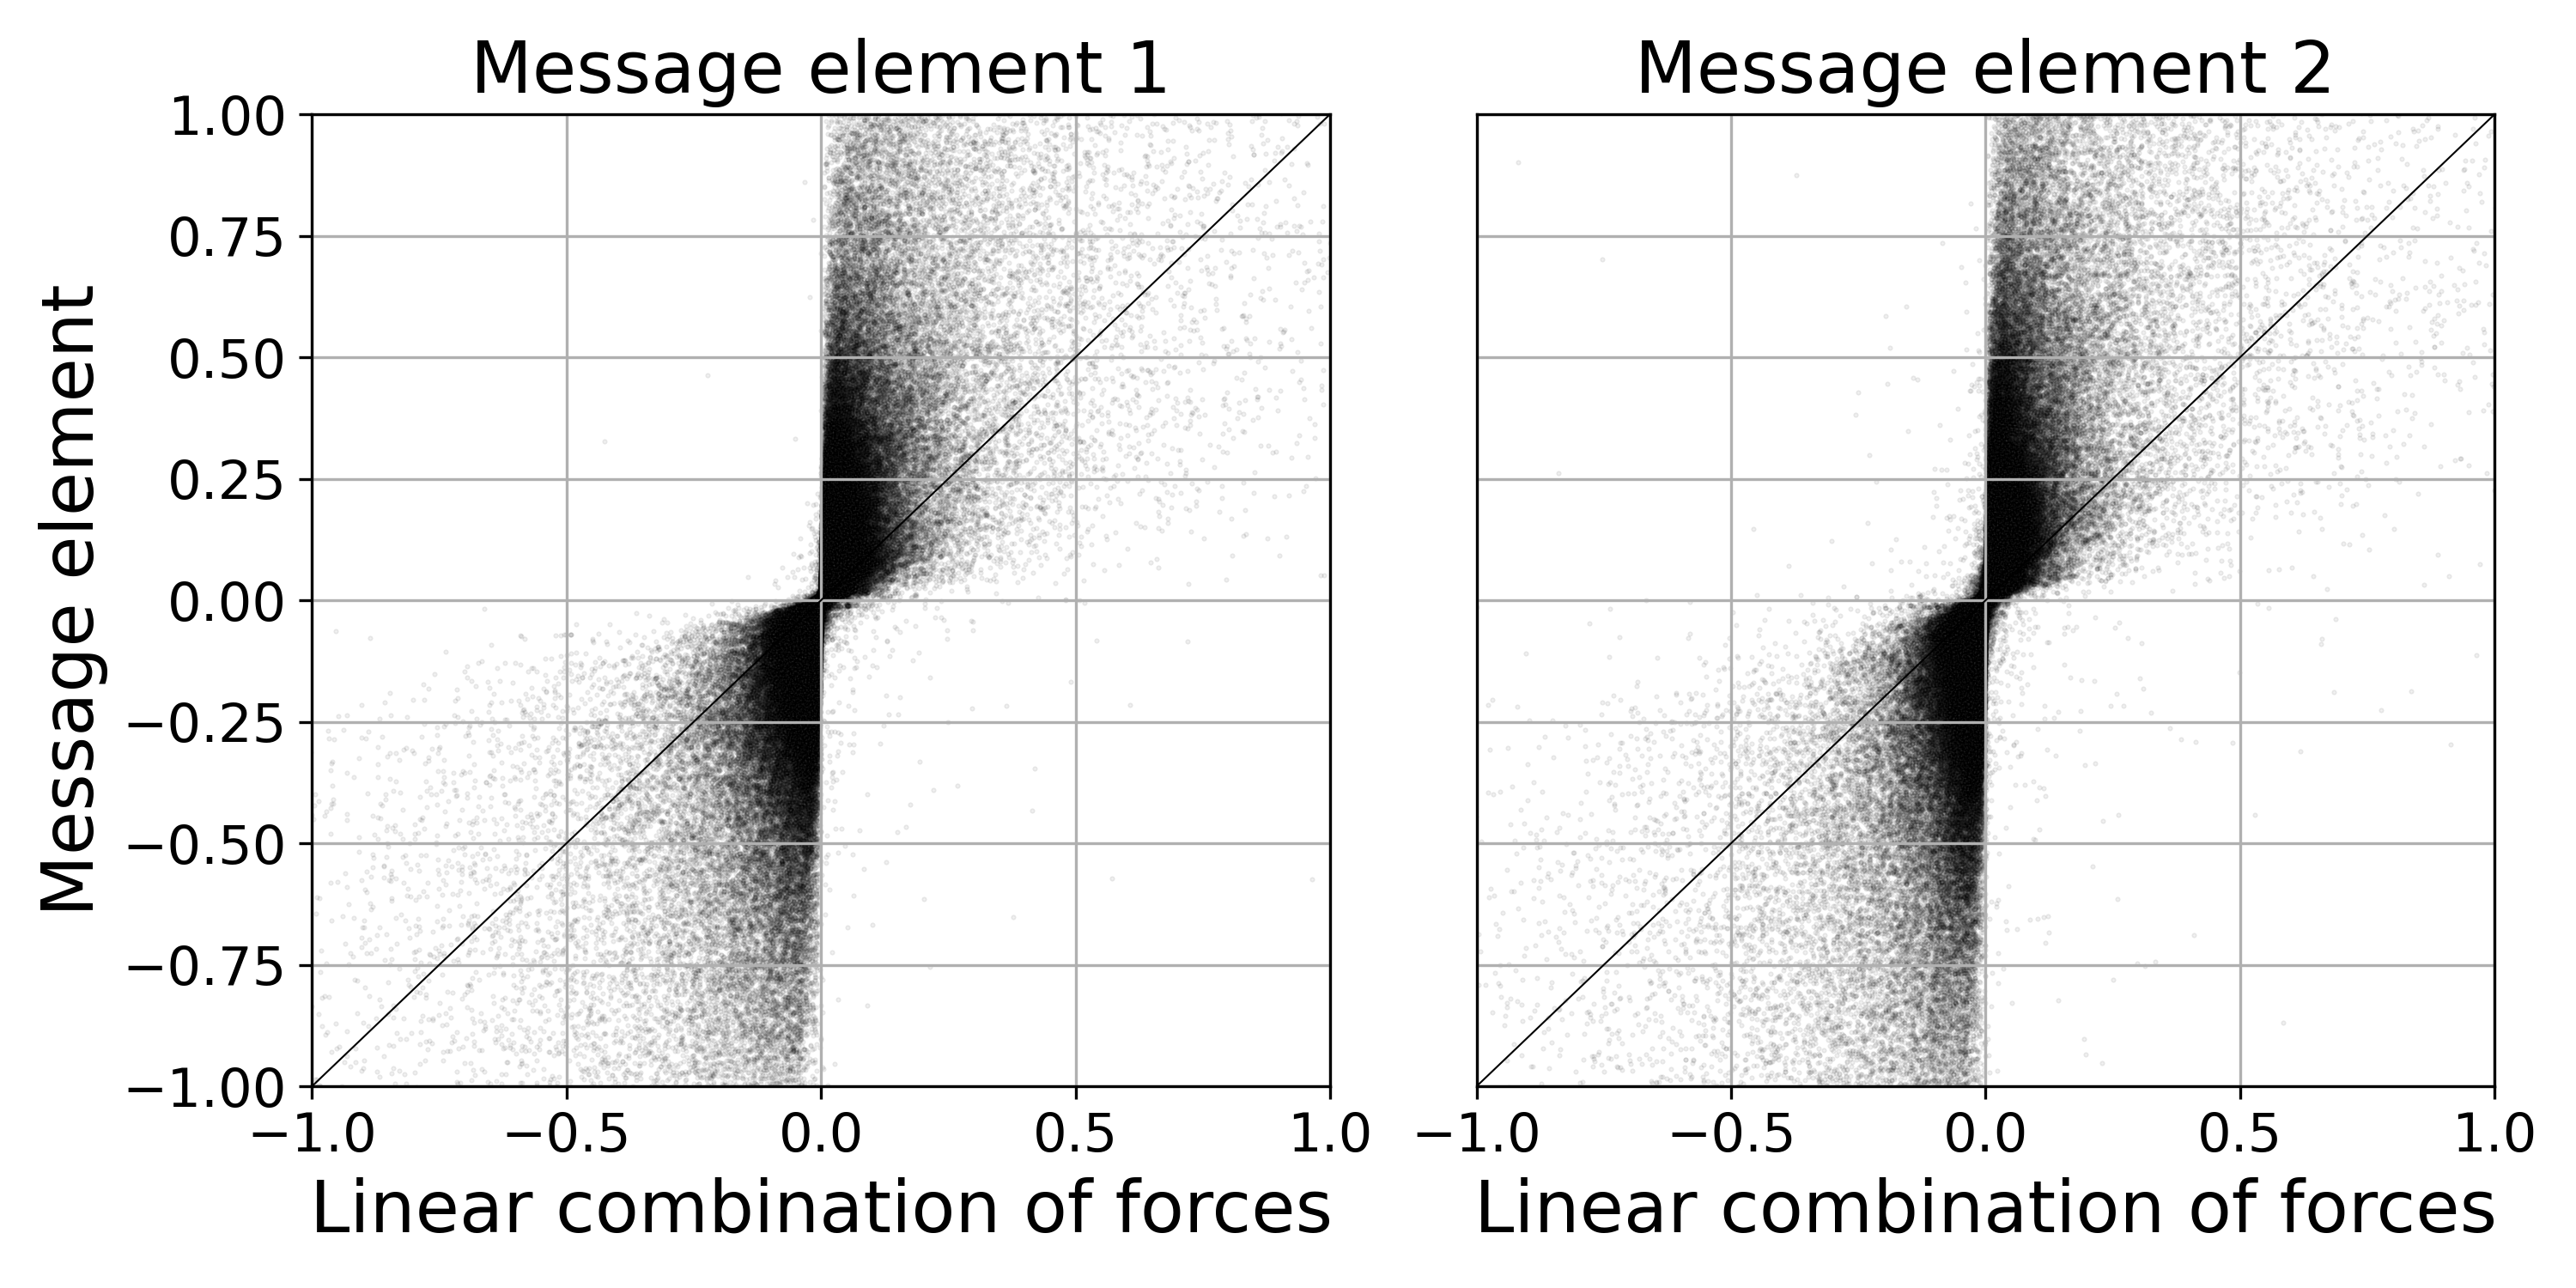 Message element 1
Message element 2
Message element
1.00
0.75
0.50
0.25
0.00
−0.25
−0.50
−0.75
−1.00
−1.0 −0.5 0.0 0.5 1.0
−1.0 −0.5 0.0 0.5 1.0
Linear combination of forces
Linear combination of forces